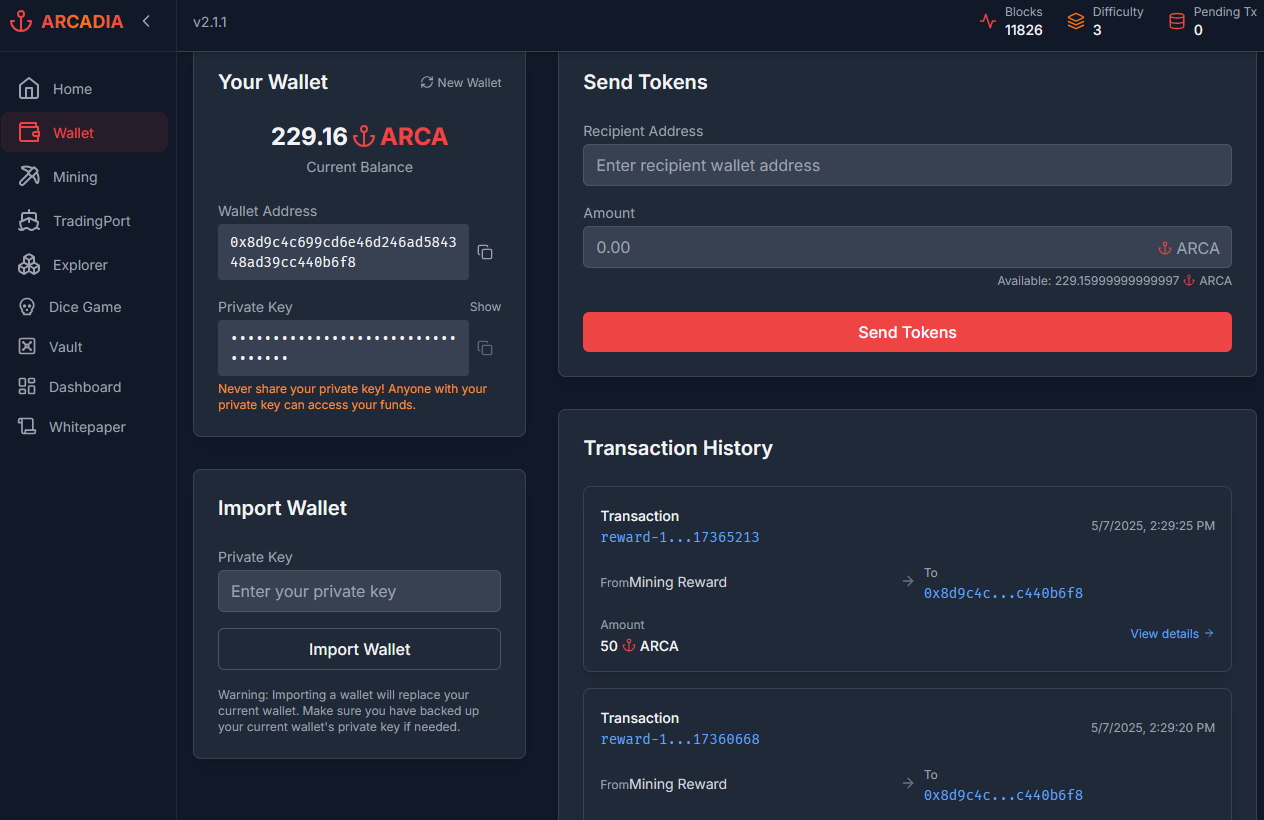 ARCADIA
v2.1.1
Blocks
11826
Difficulty
3
Pending Tx
0
Home
Wallet
Mining
TradingPort
Explorer
Dice Game
Vault
Dashboard
Whitepaper
Your Wallet
New Wallet
229.16 ARCA
Current Balance
Wallet Address
0x8d9c4c699cd6e46d246ad5843
48ad39cc440b6f8
Private Key
Show
•••••••••••••••••••••••••••
•••••••
Never share your private key! Anyone with your
private key can access your funds.
Import Wallet
Private Key
Enter your private key
Import Wallet
Warning: Importing a wallet will replace your
current wallet. Make sure you have backed up
your current wallet's private key if needed.
Send Tokens
Recipient Address
Enter recipient wallet address
Amount
0.00
ARCA
Available: 229.15999999999997 ARCA
Send Tokens
Transaction History
Transaction
reward-1...17365213
5/7/2025, 2:29:25 PM
From Mining Reward
To
0x8d9c4c...c440b6f8
Amount
50 ARCA
View details
Transaction
reward-1...17360668
5/7/2025, 2:29:20 PM
From Mining Reward
To
0x8d9c4c...c440b6f8